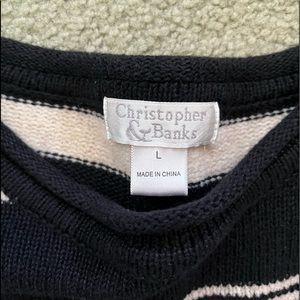 Christopher
& Banks
L
MADE IN CHINA